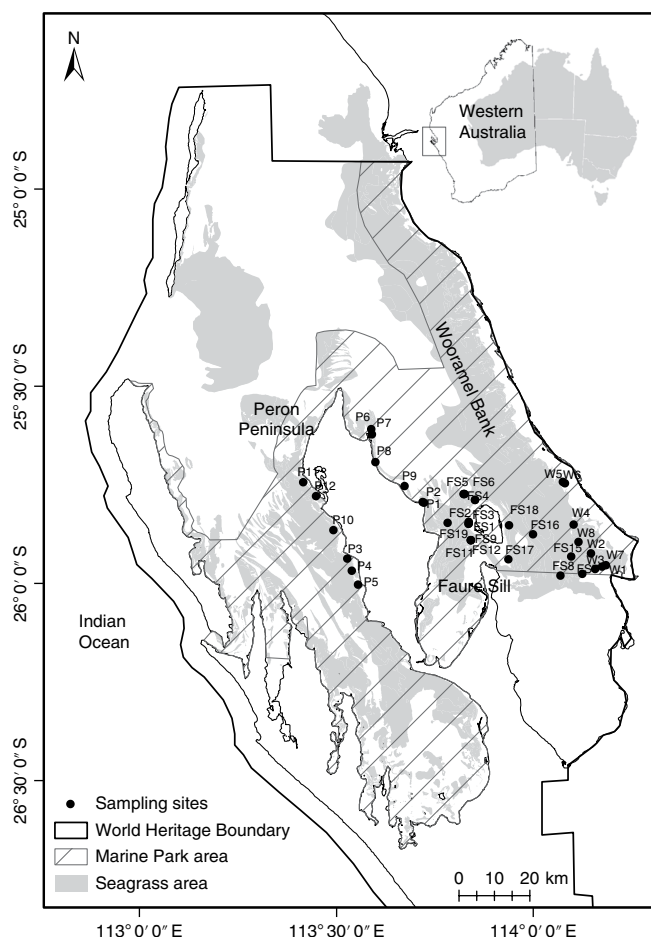 N
Western
Australia
25° 0′ 0″ S
25° 30′ 0″ S
26° 0′ 0″ S
26° 30′ 0″ S
Wooramel Bank
Peron
Peninsula
P6
P7
P8
P9
P2
P1
P12
P10
P3
P4
P5
FS5
FS6
FS4
FS2
FS3
FS19
FS9
FS11
FS12
FS18
FS16
FS17
FS15
FS8
W5
W6
W4
W8
W2
W3
W7
W1
Faure Sill
Indian
Ocean
Sampling sites
World Heritage Boundary
Marine Park area
Seagrass area
0 10 20 km
113° 0′ 0″ E
113° 30′ 0″ E
114° 0′ 0″ E